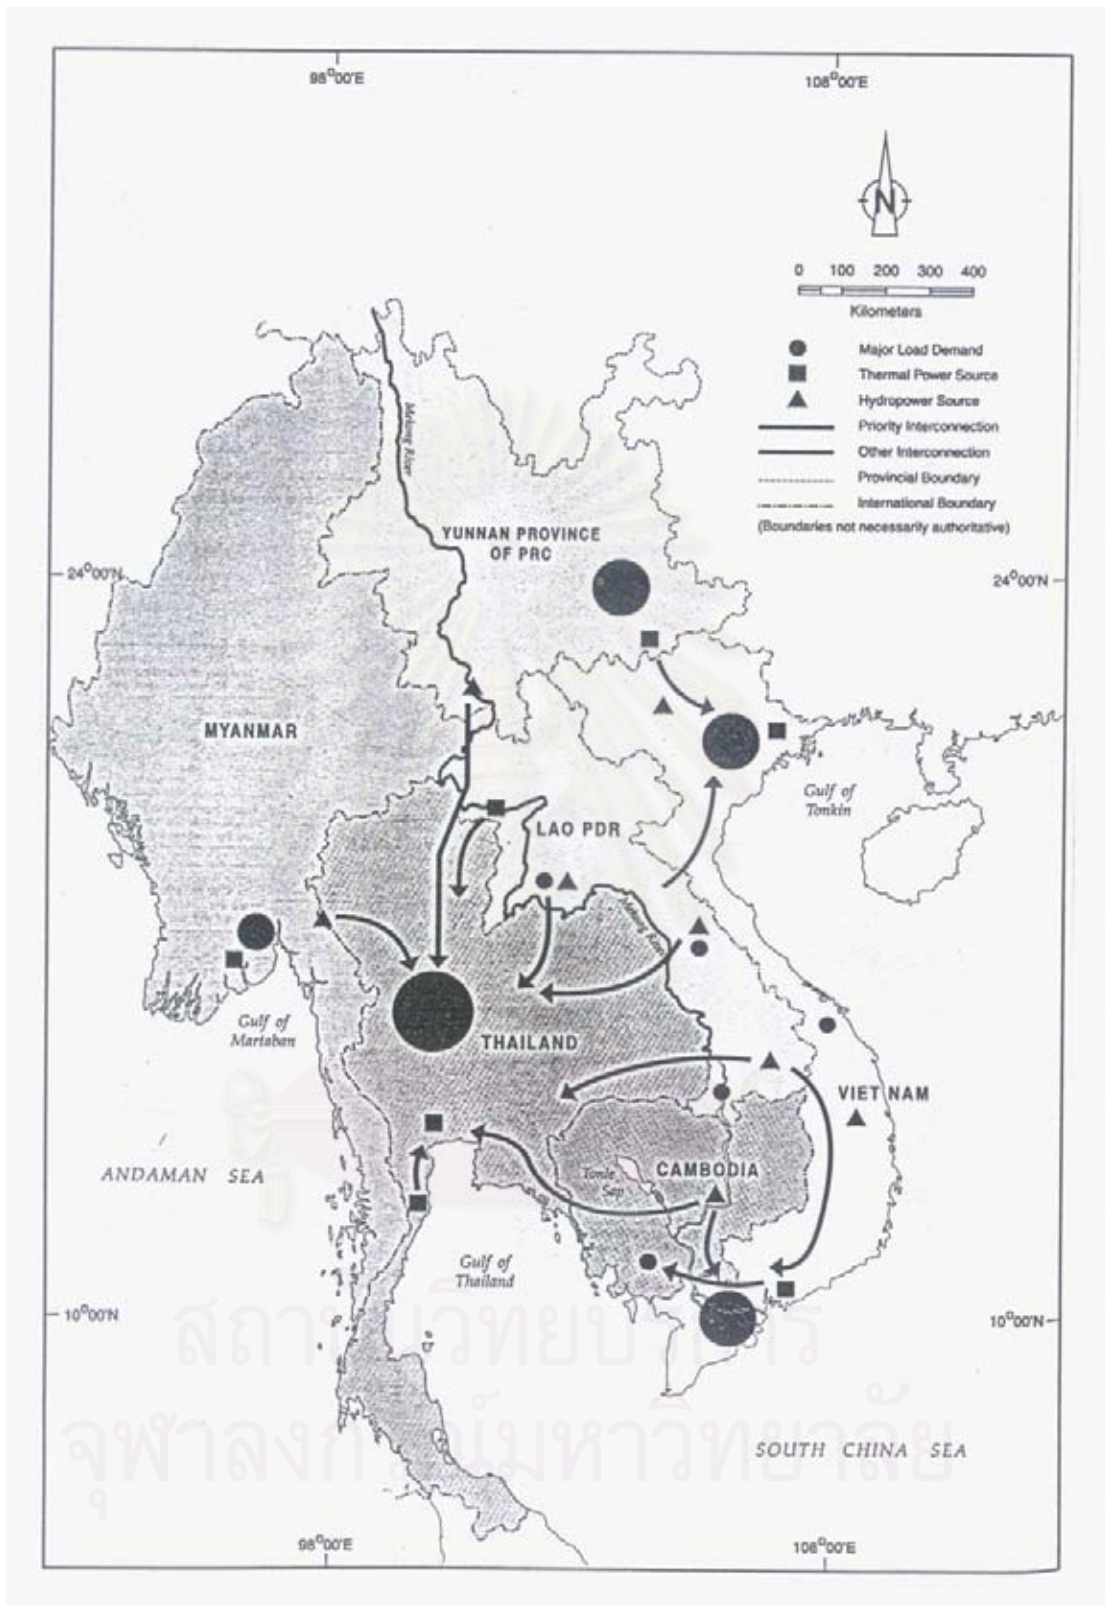 98°00'E
108°00'E
N
0 100 200 300 400
Kilometers
Major Load Demand
Thermal Power Source
Hydropower Source
Priority Interconnection
Other Interconnection
Provincial Boundary
International Boundary
(Boundaries not necessarily authoritative)
Mekong River
YUNNAN PROVINCE
OF PRC
24°00'N
24°00'N
MYANMAR
Gulf of
Tonkin
LAO PDR
Mekong River
Gulf of
Martaban
THAILAND
VIET NAM
ANDAMAN SEA
CAMBODIA
Tonle
Sap
Gulf of
Thailand
10°00'N
10°00'N
สถาบันวิทยบริการ
จุฬาลงกรณ์มหาวิทยาลัย
SOUTH CHINA SEA
98°00'E
108°00'E